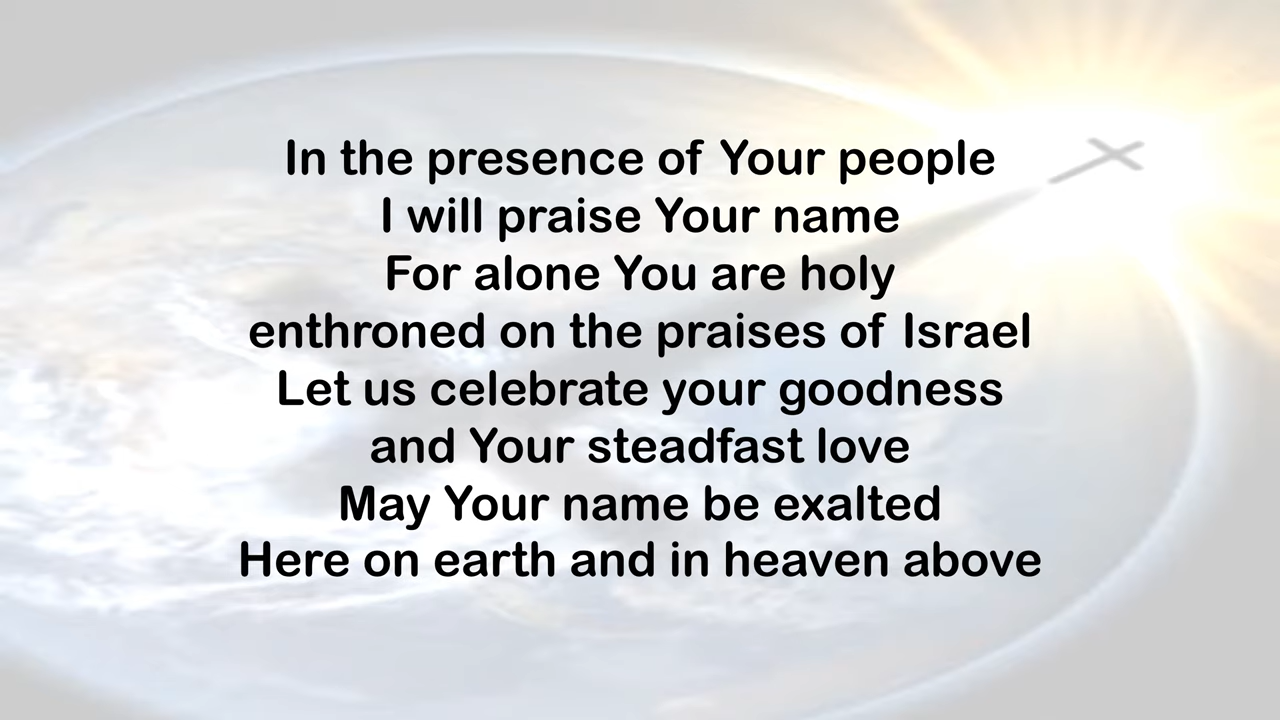 In the presence of Your people
I will praise Your name
For alone You are holy
enthroned on the praises of Israel
Let us celebrate your goodness
and Your steadfast love
May Your name be exalted
Here on earth and in heaven above